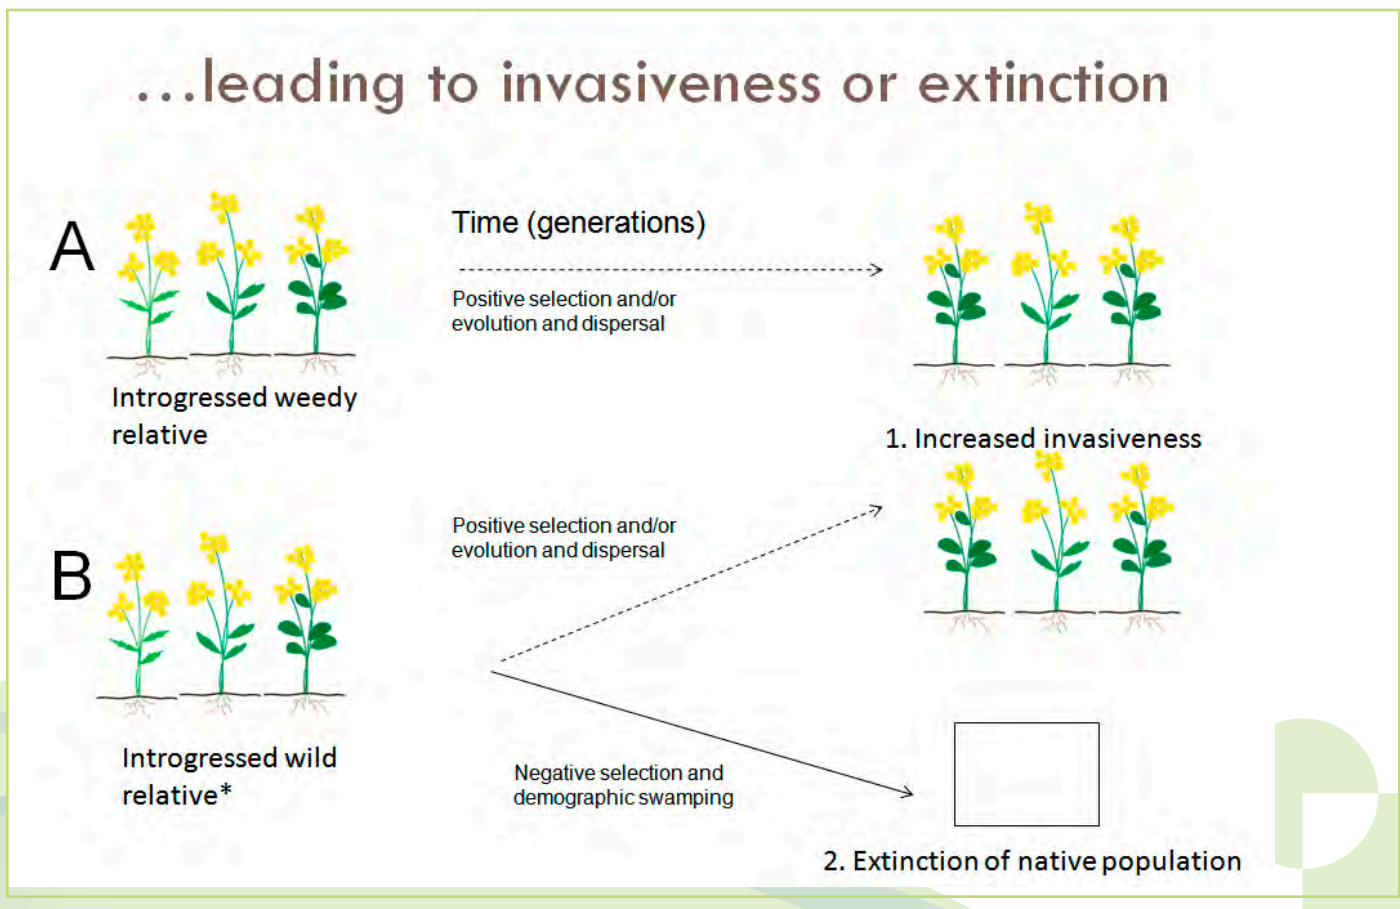 ...leading to invasiveness or extinction
A
Time (generations)
Positive selection and/or
evolution and dispersal
Introgressed weedy
relative
1. Increased invasiveness
B
Positive selection and/or
evolution and dispersal
Introgressed wild
relative*
Negative selection and
demographic swamping
2. Extinction of native population